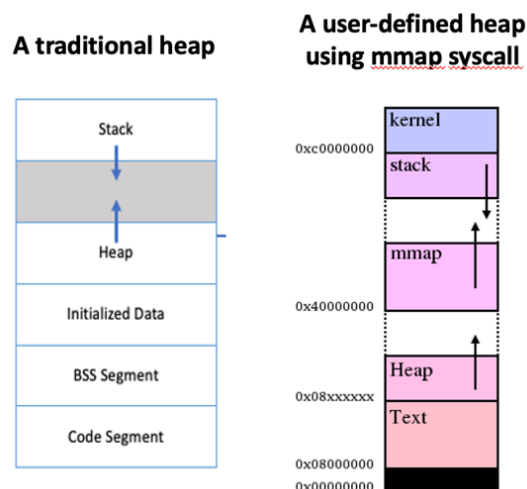 A traditional heap
Stack
Heap
Initialized Data
BSS Segment
Code Segment
A user-defined heap
using mmap syscall
kernel
0xc0000000
stack
mmap
0x40000000
Heap
0x08xxxxxx
Text
0x08000000
0x00000000